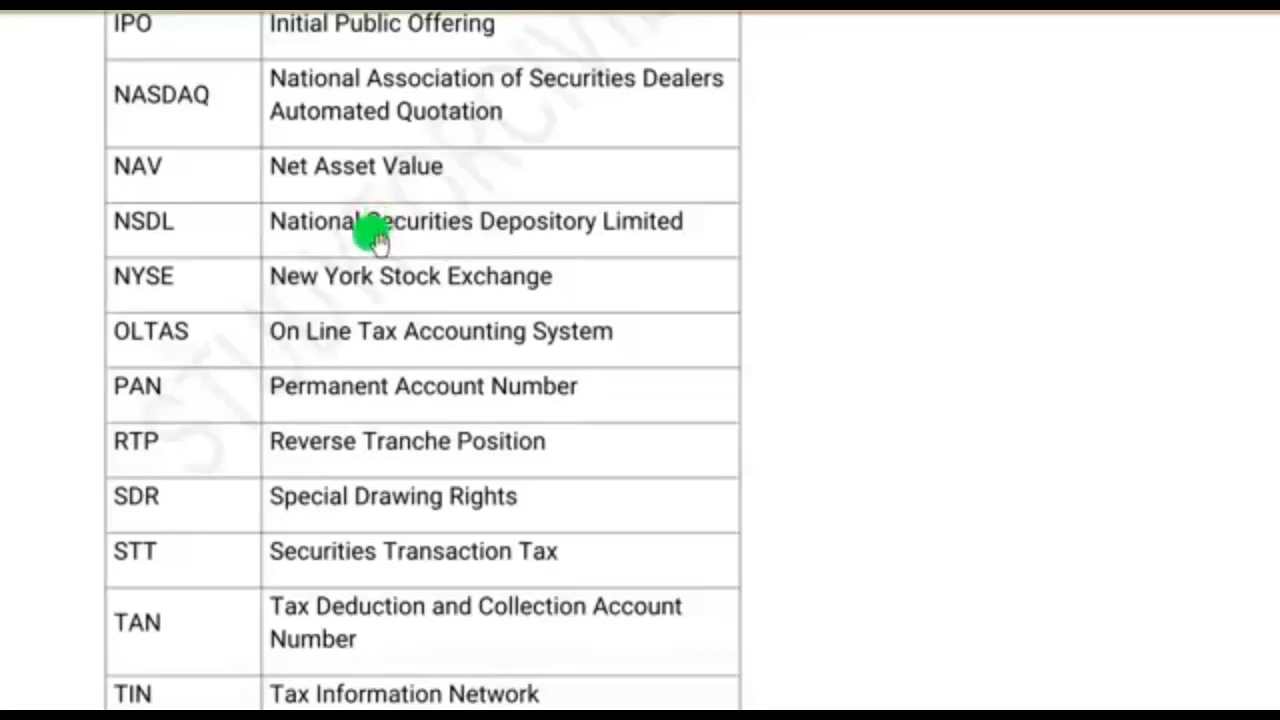 IPO Initial Public Offering
NASDAQ National Association of Securities Dealers
Automated Quotation
NAV Net Asset Value
NSDL National Securities Depository Limited
NYSE New York Stock Exchange
OLTAS On Line Tax Accounting System
PAN Permanent Account Number
RTP Reverse Tranche Position
SDR Special Drawing Rights
STT Securities Transaction Tax
TAN Tax Deduction and Collection Account
Number
TIN Tax Information Network